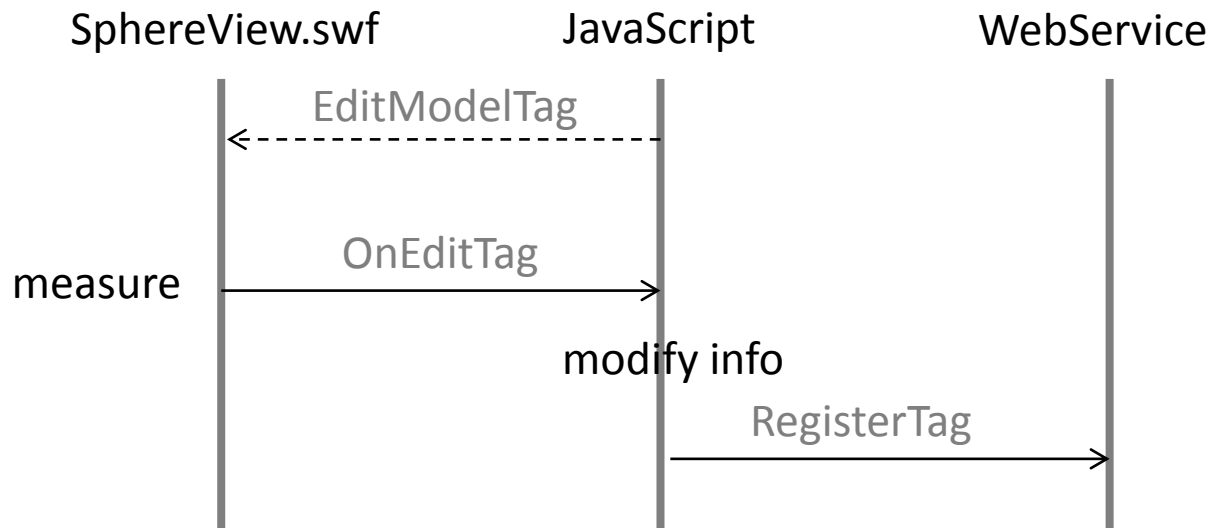 SphereView.swf JavaScript WebService
EditModelTag
OnEditTag
measure
modify info
RegisterTag